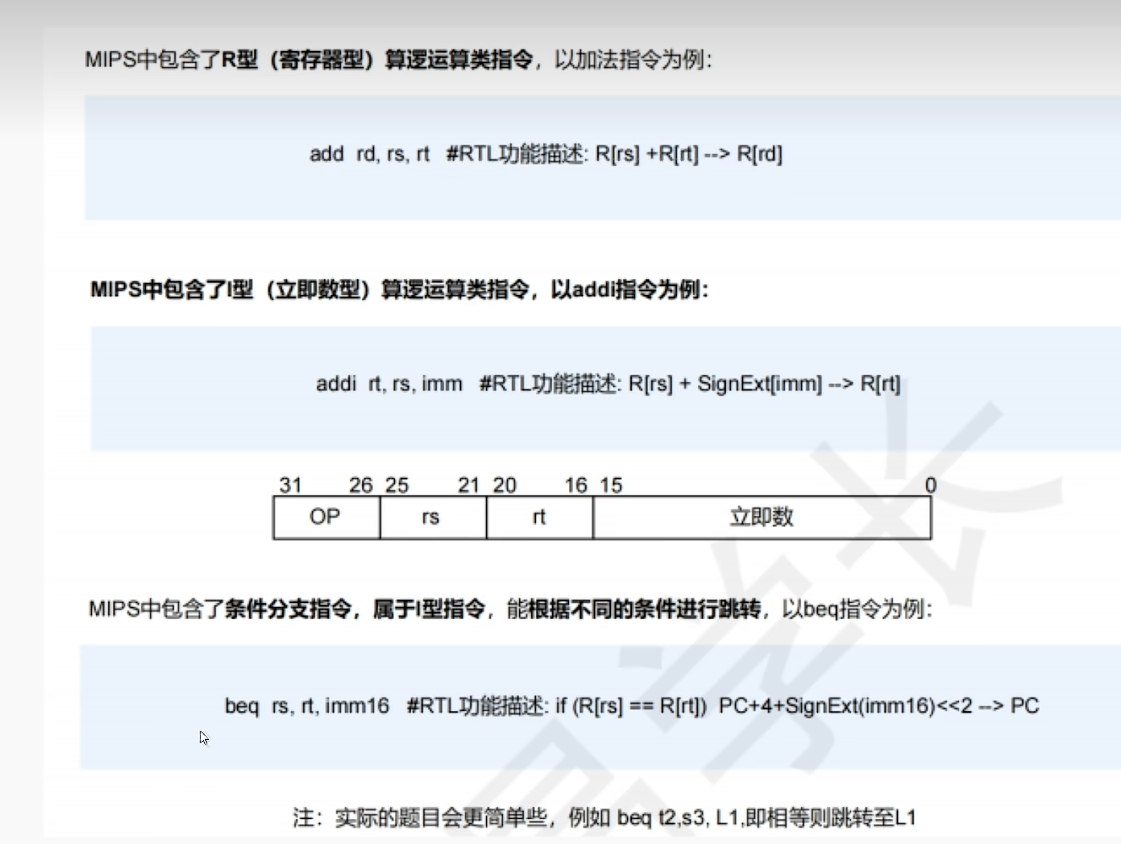 MIPS中包含了R型（寄存器型）算逻运算类指令，以加法指令为例：
add rd, rs, rt #RTL功能描述: R[rs] +R[rt] --> R[rd]
MIPS中包含了I型（立即数型）算逻运算类指令，以addi指令为例：
addi rt, rs, imm #RTL功能描述: R[rs] + SignExt[imm] --> R[rt]
31 26 25 21 20 16 15 0
OP rs rt 立即数
MIPS中包含了条件分支指令，属于I型指令，能根据不同的条件进行跳转，以beq指令为例：
beq rs, rt, imm16 #RTL功能描述: if (R[rs] == R[rt]) PC+4+SignExt(imm16)<<2 --> PC
注：实际的题目会更简单些，例如 beq t2,s3, L1,即相等则跳转至L1
学长